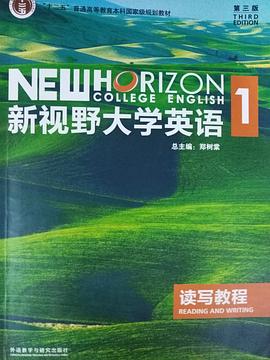 "十二五"普通高等教育本科国家级规划教材
第三版
THIRD
EDITION
NEW HORIZON
COLLEGE ENGLISH
新视野大学英语 1
总主编：郑树棠
读写教程
READING AND WRITING
外语教学与研究出版社